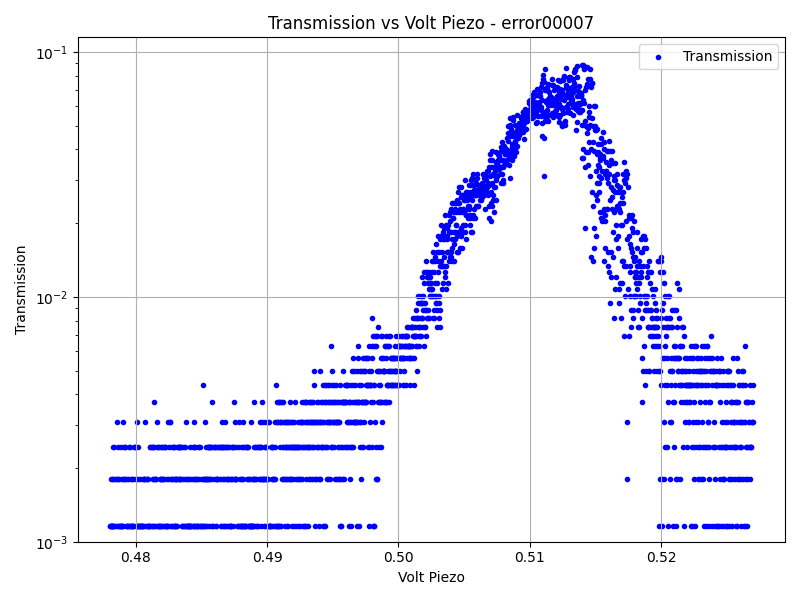 Transmission vs Volt Piezo - error00007
Transmission
10⁻¹
10⁻²
10⁻³
Transmission
0.48 0.49 0.50 0.51 0.52
Volt Piezo